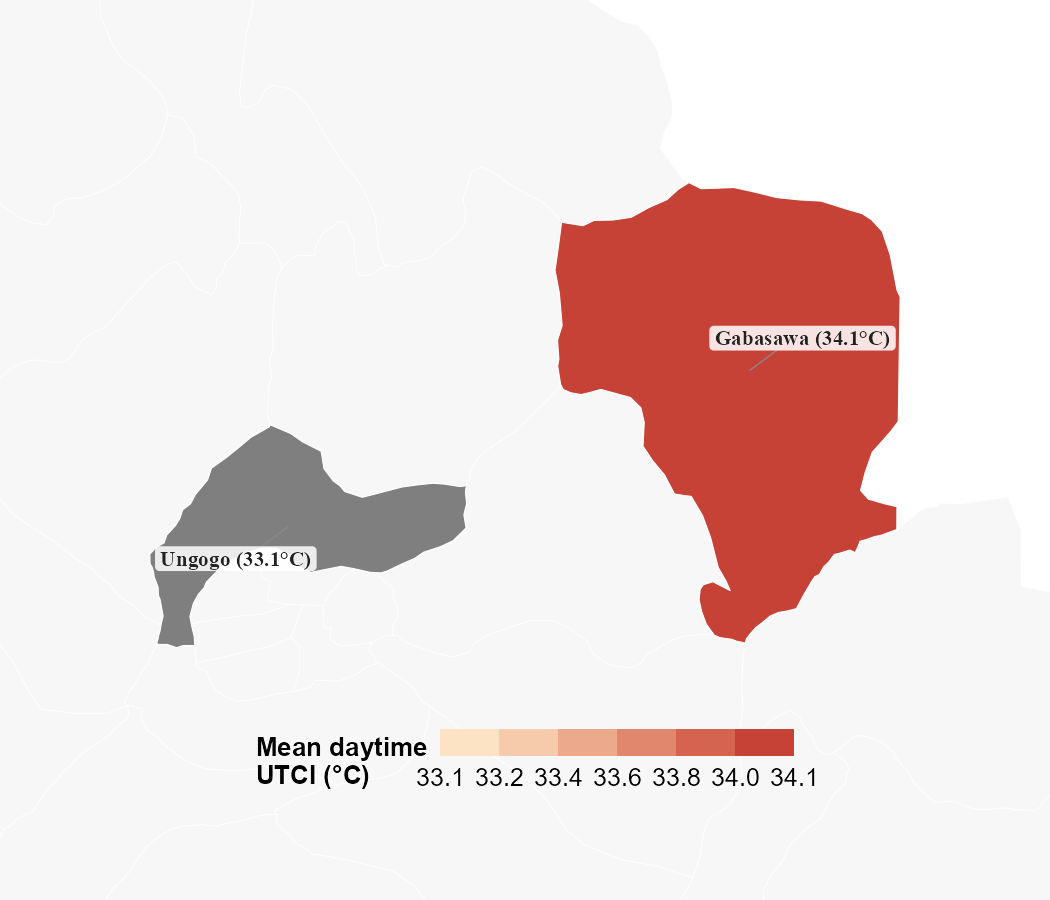 Gabasawa (34.1°C)
Ungogo (33.1°C)
Mean daytime
UTCI (°C)
33.1 33.2 33.4 33.6 33.8 34.0 34.1